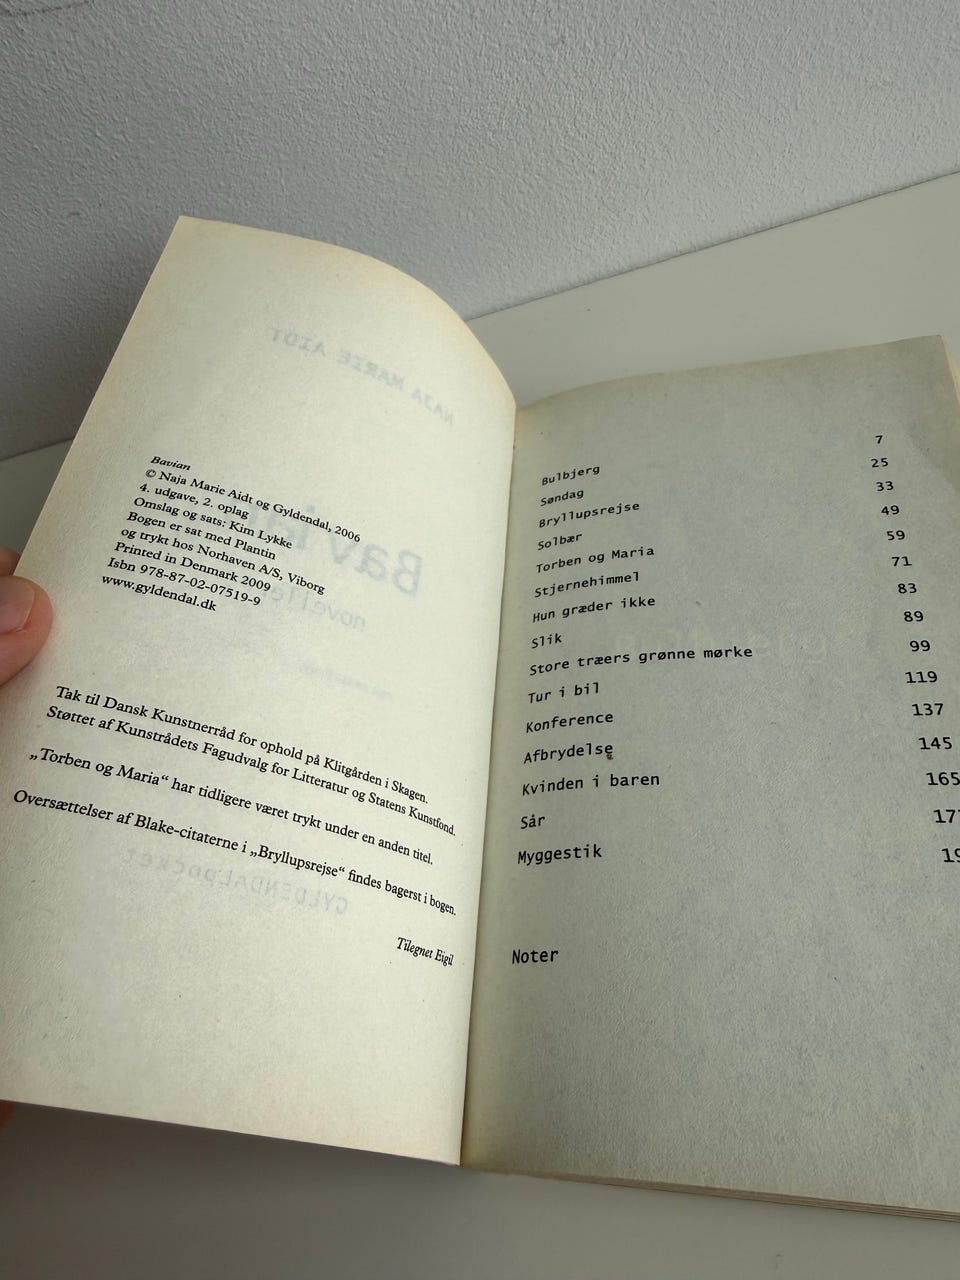 Bavian
© Naja Marie Aidt og Gyldendal, 2006
4. udgave, 2. oplag
Omslag og sats: Kim Lykke
Bogen er sat med Plantin
og trykt hos Norhaven A/S, Viborg
Printed in Denmark 2009
Isbn 978-87-02-07519-9
www.gyldendal.dk
Tak til Dansk Kunstnerråd for ophold på Klitgården i Skagen.
Støttet af Kunstrådets Fagudvalg for Litteratur og Statens Kunstfond.
„Torben og Maria“ har tidligere været trykt under en anden titel.
Oversættelser af Blake-citaterne i „Bryllupsrejse“ findes bagerst i bogen.
Tilegnet Eigil
Bulbjerg 7
Søndag 25
Bryllupsrejse 33
Solbær 49
Torben og Maria 59
Stjernehimmel 71
Hun græder ikke 83
Slik 89
Store træers grønne mørke 99
Tur i bil 119
Konference 137
Afbrydelse 145
Kvinden i baren 165
Sår
Myggestik
Noter